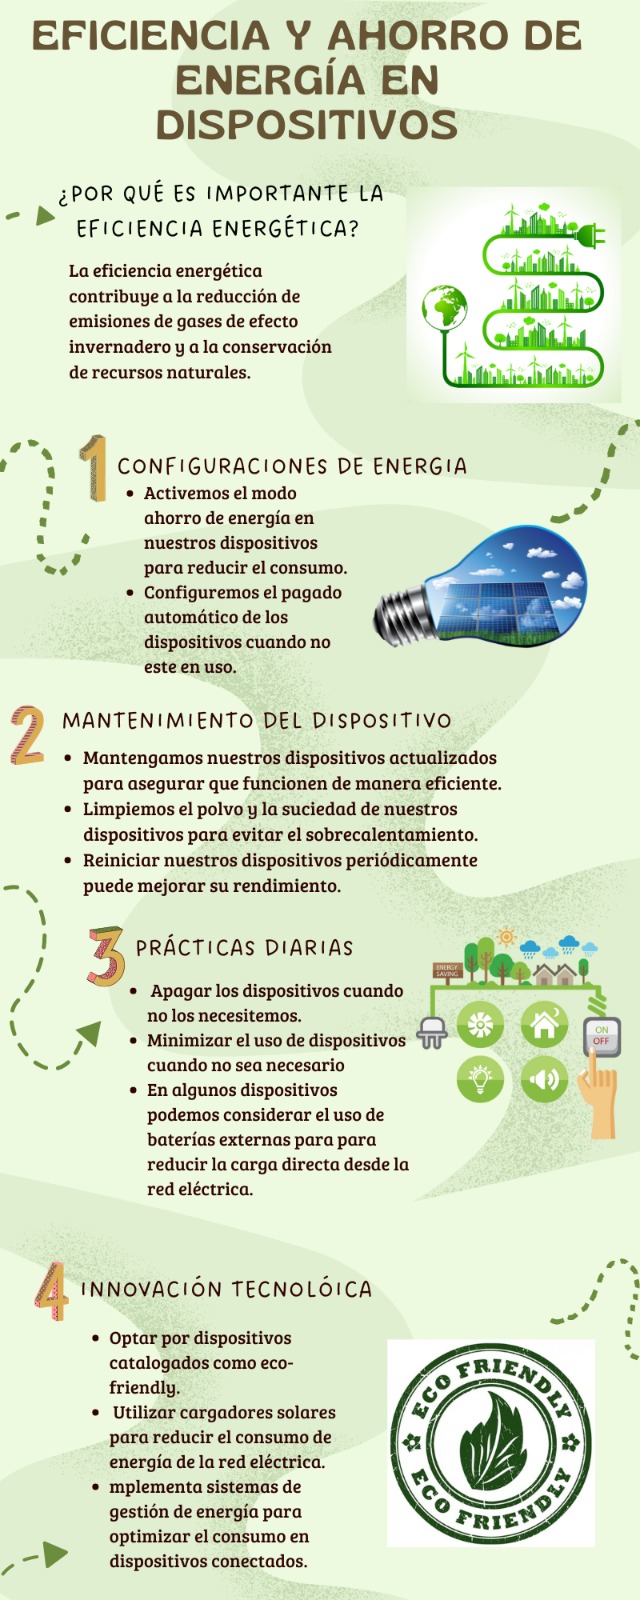 EFICIENCIA Y AHORRO DE
ENERGÍA EN
DISPOSITIVOS
¿POR QUÉ ES IMPORTANTE LA
EFICIENCIA ENERGÉTICA?
La eficiencia energética
contribuye a la reducción de
emisiones de gases de efecto
invernadero y a la conservación
de recursos naturales.
1 CONFIGURACIONES DE ENERGIA
• Activemos el modo
ahorro de energía en
nuestros dispositivos
para reducir el consumo.
• Configuremos el pagado
automático de los
dispositivos cuando no
este en uso.
2 MANTENIMIENTO DEL DISPOSITIVO
• Mantengamos nuestros dispositivos actualizados
para asegurar que funcionen de manera eficiente.
• Limpiemos el polvo y la suciedad de nuestros
dispositivos para evitar el sobrecalentamiento.
• Reiniciar nuestros dispositivos periódicamente
puede mejorar su rendimiento.
3 PRÁCTICAS DIARIAS
• Apagar los dispositivos cuando
no los necesitemos.
• Minimizar el uso de dispositivos
cuando no sea necesario
• En algunos dispositivos
podemos considerar el uso de
baterías externas para para
reducir la carga directa desde la
red eléctrica.
ENERGY
SAVING
ON
OFF
4 INNOVACIÓN TECNOLÓICA
• Optar por dispositivos
catalogados como eco-
friendly.
• Utilizar cargadores solares
para reducir el consumo de
energía de la red eléctrica.
• mplementa sistemas de
gestión de energía para
optimizar el consumo en
dispositivos conectados.
ECO FRIENDLY
ECO FRIENDLY